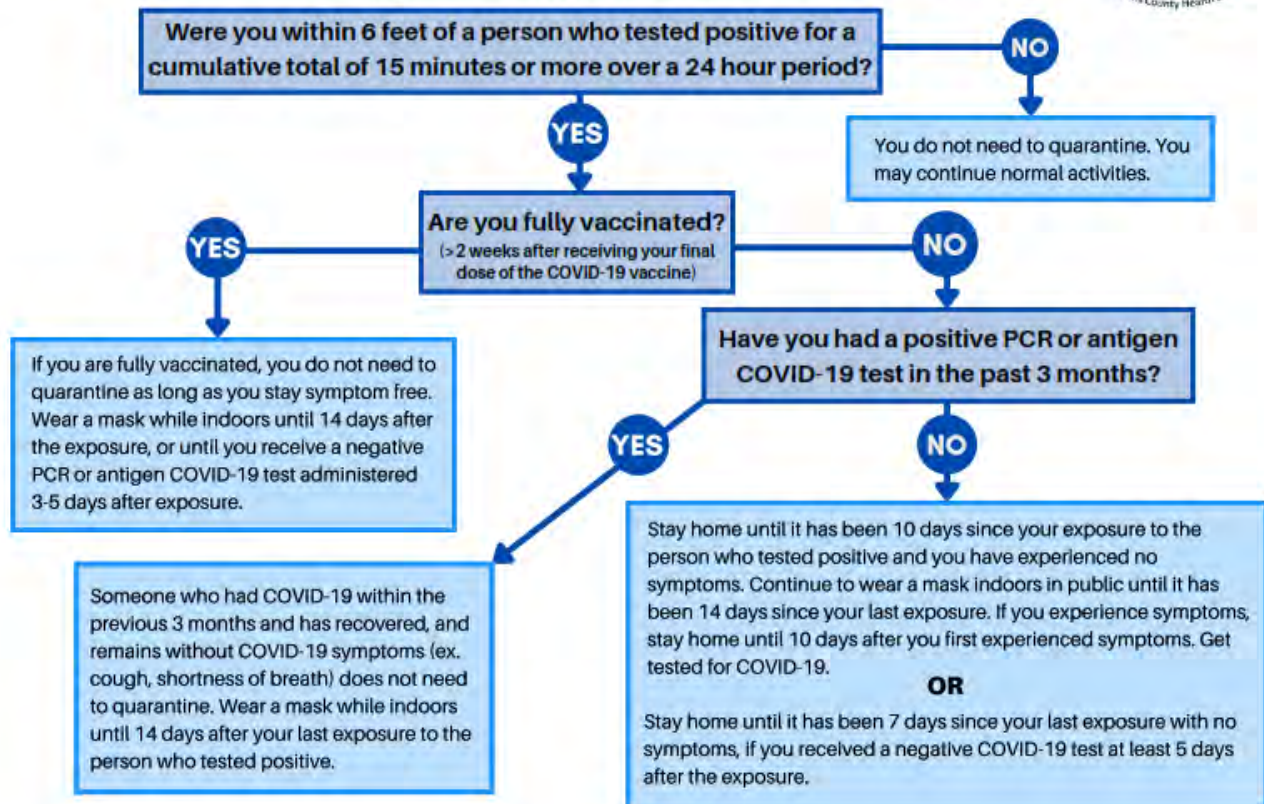 County Health
Were you within 6 feet of a person who tested positive for a
cumulative total of 15 minutes or more over a 24 hour period?
NO
YES
You do not need to quarantine. You
may continue normal activities.
Are you fully vaccinated?
(>2 weeks after receiving your final
dose of the COVID-19 vaccine)
YES
NO
If you are fully vaccinated, you do not need to
quarantine as long as you stay symptom free.
Wear a mask while indoors until 14 days after
the exposure, or until you receive a negative
PCR or antigen COVID-19 test administered
3-5 days after exposure.
Have you had a positive PCR or antigen
COVID-19 test in the past 3 months?
YES
NO
Someone who had COVID-19 within the
previous 3 months and has recovered, and
remains without COVID-19 symptoms (ex.
cough, shortness of breath) does not need
to quarantine. Wear a mask while indoors
until 14 days after your last exposure to the
person who tested positive.
Stay home until it has been 10 days since your exposure to the
person who tested positive and you have experienced no
symptoms. Continue to wear a mask indoors in public until it has
been 14 days since your last exposure. If you experience symptoms,
stay home until 10 days after you first experienced symptoms. Get
tested for COVID-19.
OR
Stay home until it has been 7 days since your last exposure with no
symptoms, if you received a negative COVID-19 test at least 5 days
after the exposure.